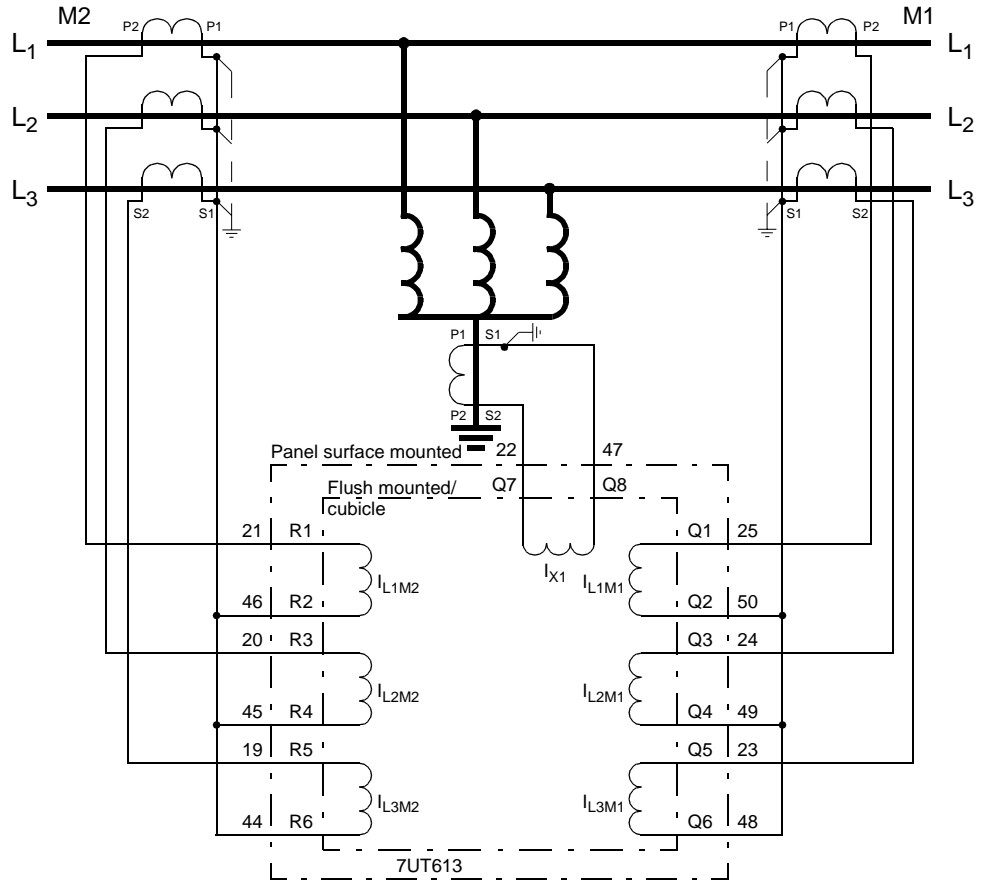 M2 M1
P2 P1 P1 P2
L1 L1
L2 L2
L3 L3
S2 S1 S1 S2
P1 S1
P2 S2
Panel surface mounted 22 47
Flush mounted/ Q7 Q8
cubicle
21 R1 Q1 25
IX1
IL1M2 IL1M1
46 R2 Q2 50
20 R3 Q3 24
IL2M2 IL2M1
45 R4 Q4 49
19 R5 Q5 23
IL3M2 IL3M1
44 R6 Q6 48
7UT613